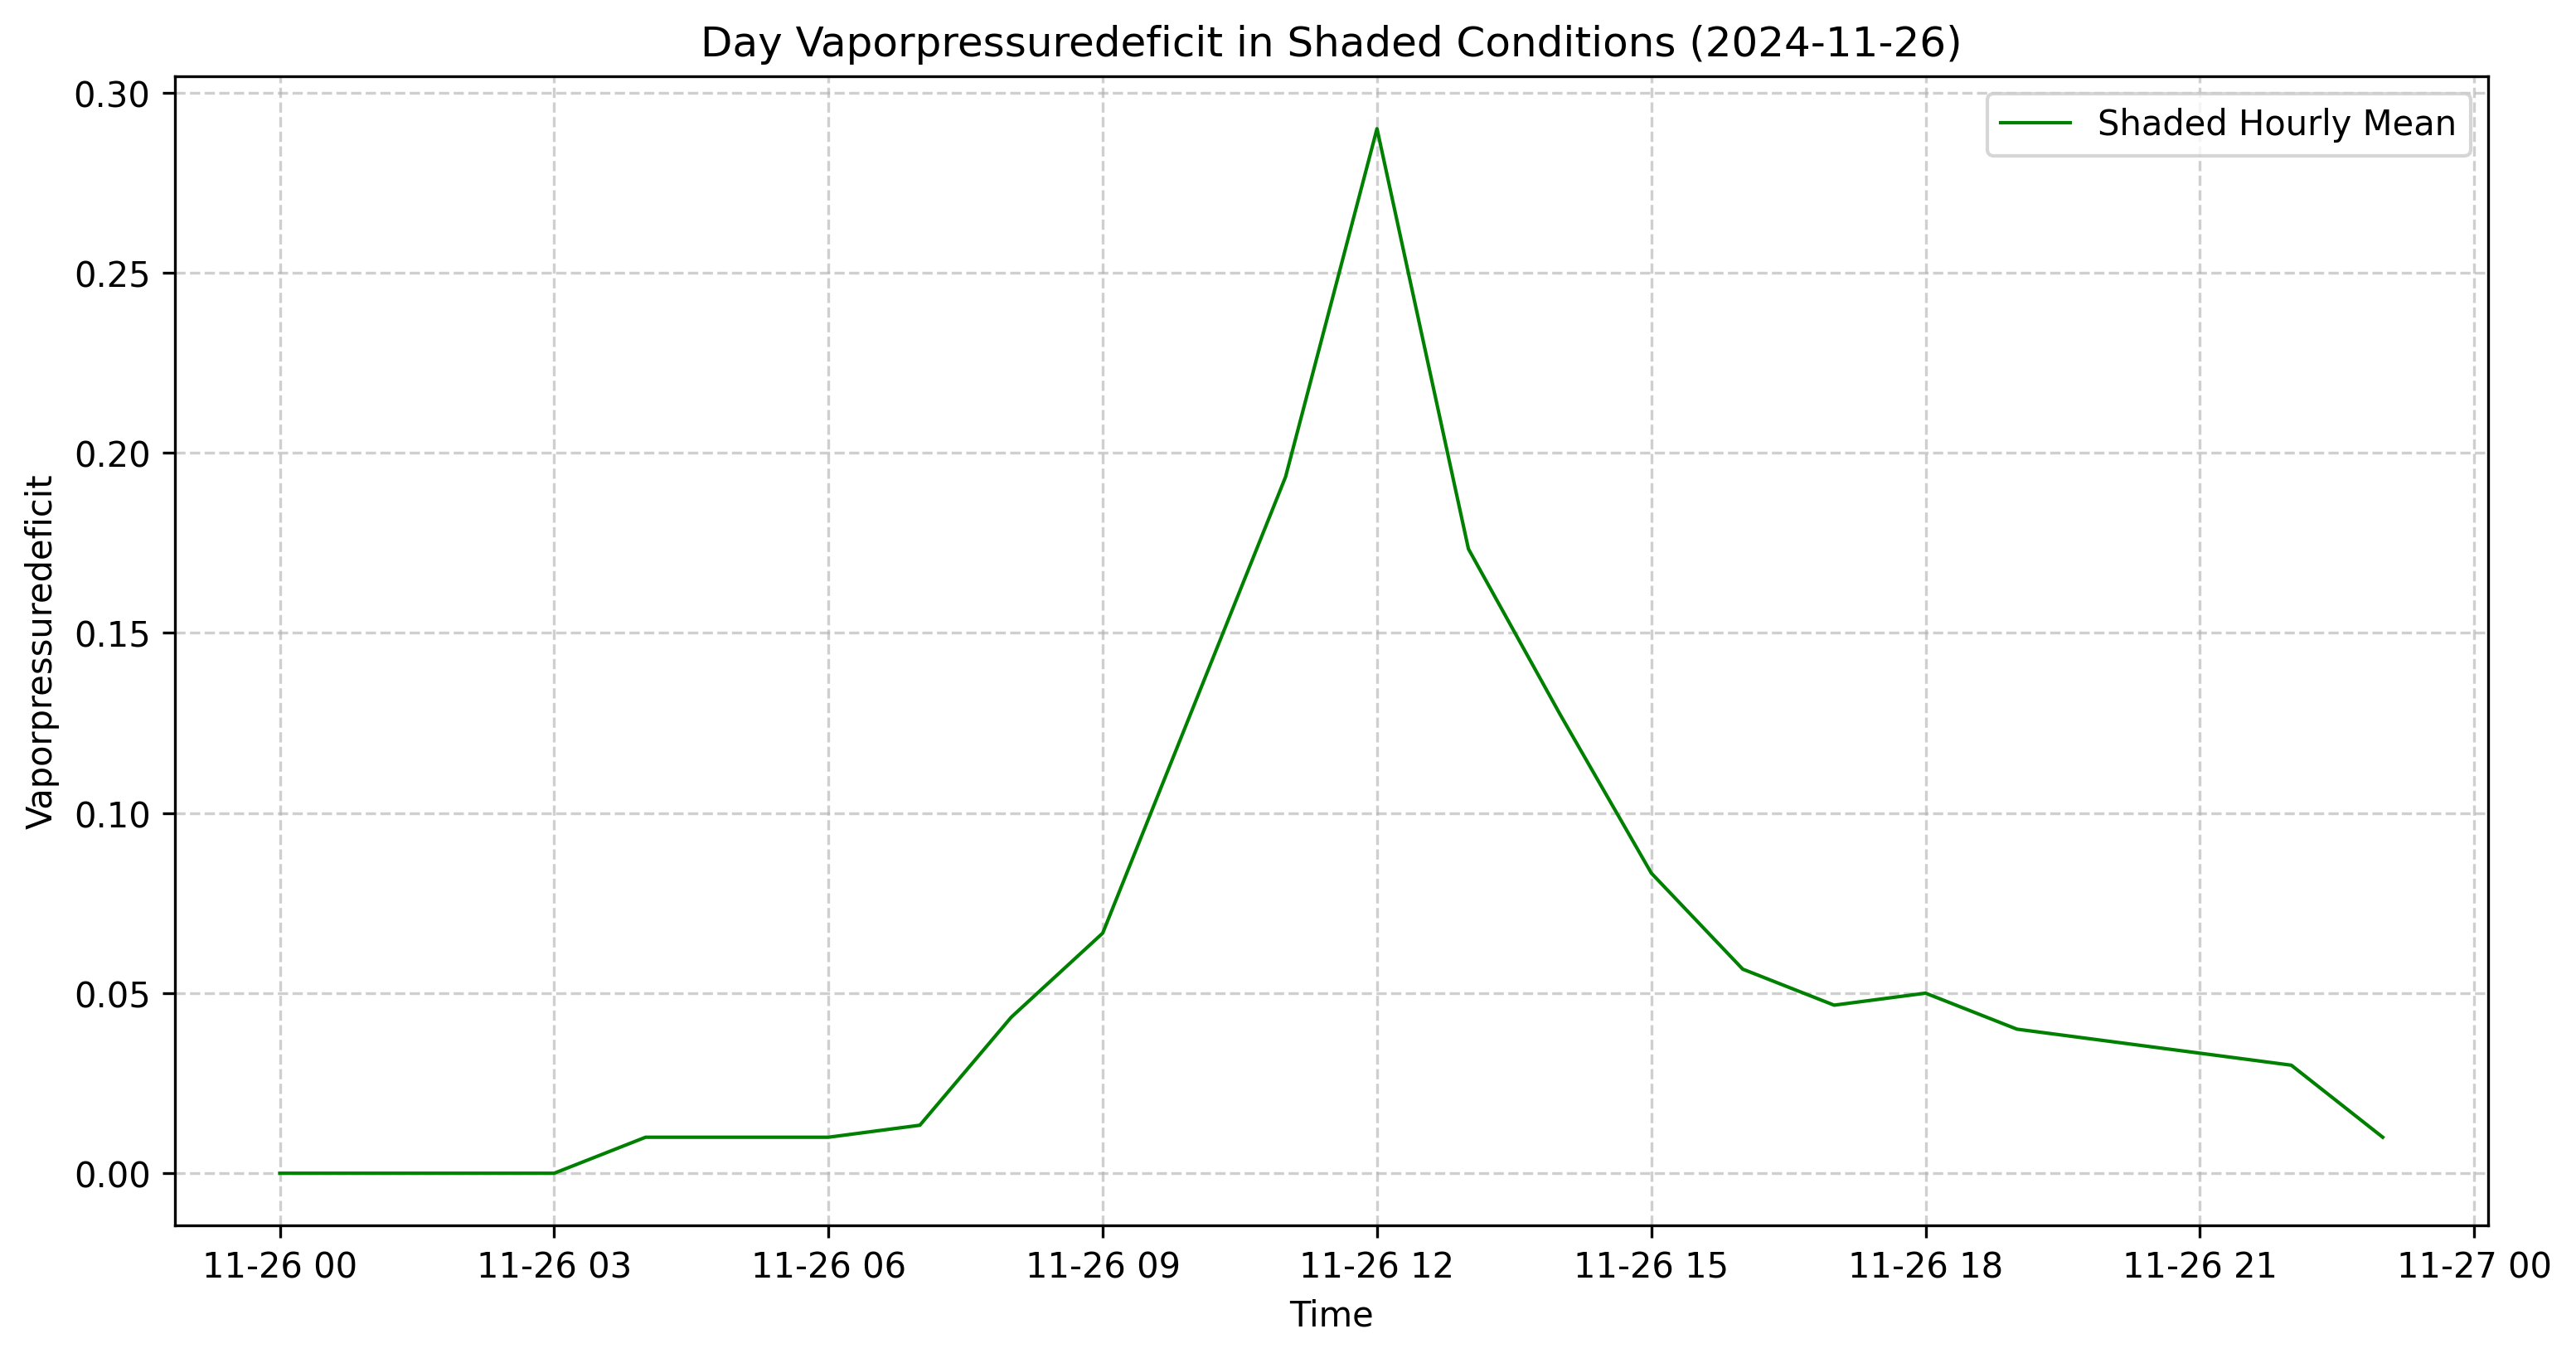 Day Vaporpressuredeficit in Shaded Conditions (2024-11-26)
Shaded Hourly Mean
Vaporpressuredeficit
0.30
0.25
0.20
0.15
0.10
0.05
0.00
11-26 00 11-26 03 11-26 06 11-26 09 11-26 12 11-26 15 11-26 18 11-26 21 11-27 00
Time